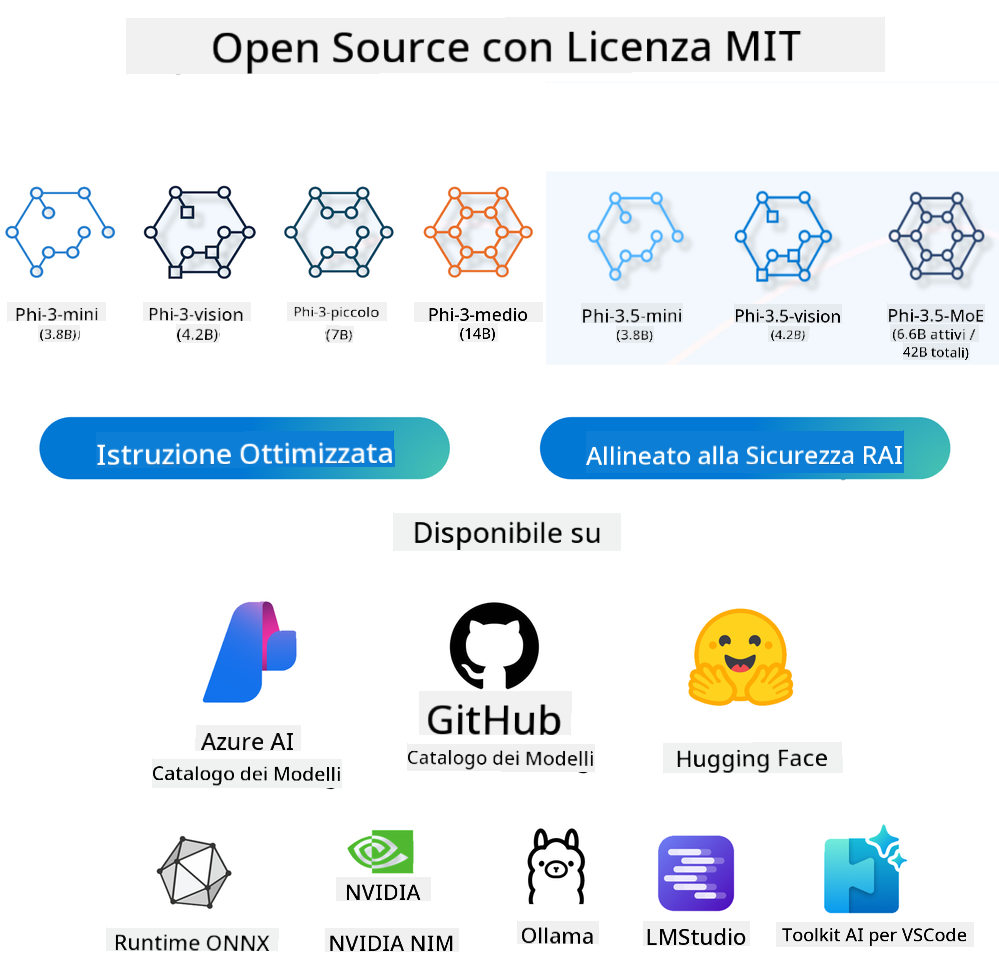 Open Source con Licenza MIT
Phi-3-mini
(3.8B)
Phi-3-vision
(4.2B)
Phi-3-piccolo
(7B)
Phi-3-medio
(14B)
Phi-3.5-mini
(3.8B)
Phi-3.5-vision
(4.2B)
Phi-3.5-MoE
(6.6B attivi /
42B totali)
Istruzione Ottimizzata
Allineato alla Sicurezza RAI
Disponibile su
Azure AI
Catalogo dei Modelli
GitHub
Catalogo dei Modelli
Hugging Face
Runtime ONNX
NVIDIA
NVIDIA NIM
Ollama
LMStudio
Toolkit AI per VSCode